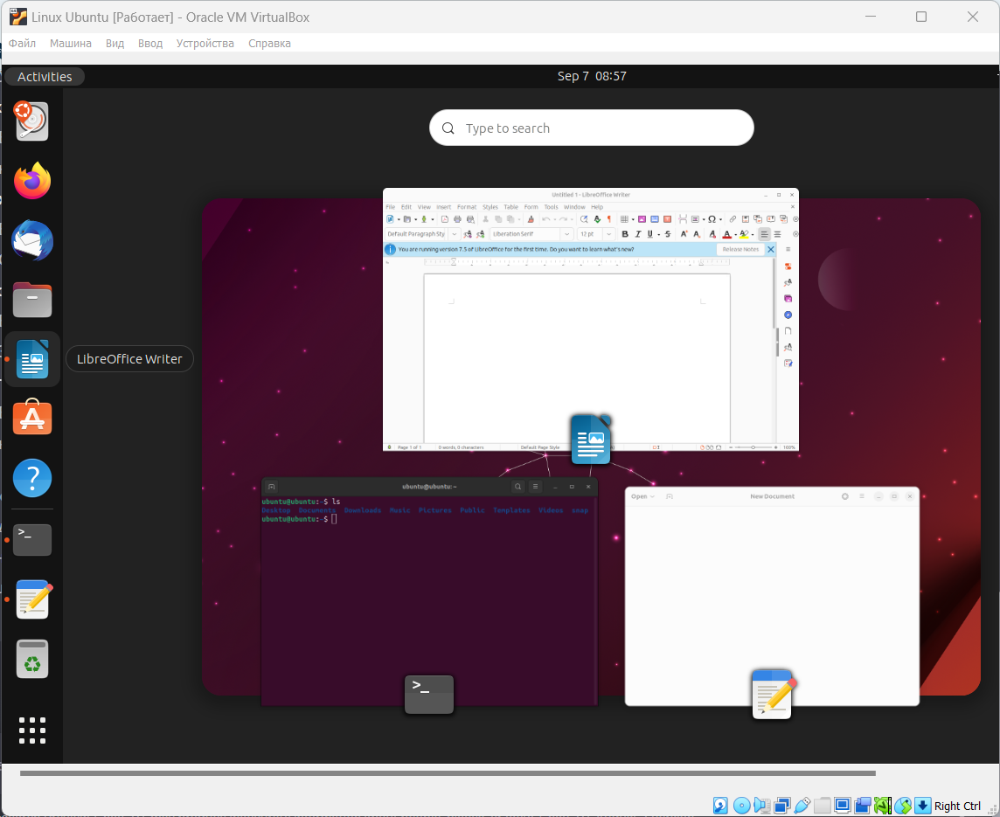 Linux Ubuntu [Работает] - Oracle VM VirtualBox
Файл Машина Вид Ввод Устройства Справка
Activities
Sep 7 08:57
Type to search
Untitled 1 - LibreOffice Writer
File Edit View Insert Format Styles Table Form Tools Window Help
Default Paragraph Styl
Liberation Serif
12 pt
You are running version 7.5 of LibreOffice for the first time. Do you want to learn what's new?
Release Notes
LibreOffice Writer
Page 1 of 1
0 words, 0 characters
Default Page Style
100%
ubuntu@ubuntu: ~
ubuntu@ubuntu:~$ ls
Desktop Documents Downloads Music Pictures Public Templates Videos snap
ubuntu@ubuntu:~$
Open
New Document
Right Ctrl